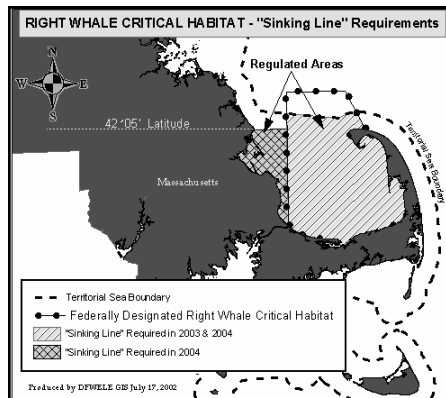 RIGHT WHALE CRITICAL HABITAT - "Sinking Line" Requirements
N
W E
S
Regulated Areas
42°05' Latitude
Territorial Sea Boundary
Massachusetts
Territorial Sea Boundary
Federally Designated Right Whale Critical Habitat
"Sinking Line" Required in 2003 & 2004
"Sinking Line" Required in 2004
Produced by DFWELE GIS July 17, 2002